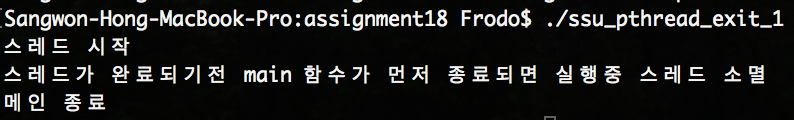 Sangwon-Hong-MacBook-Pro:assignment18 Frodo$ ./ssu_pthread_exit_1
스레드 시작
스레드가 완료되기전 main 함수가 먼저 종료되면 실행중 스레드 소멸
메인 종료